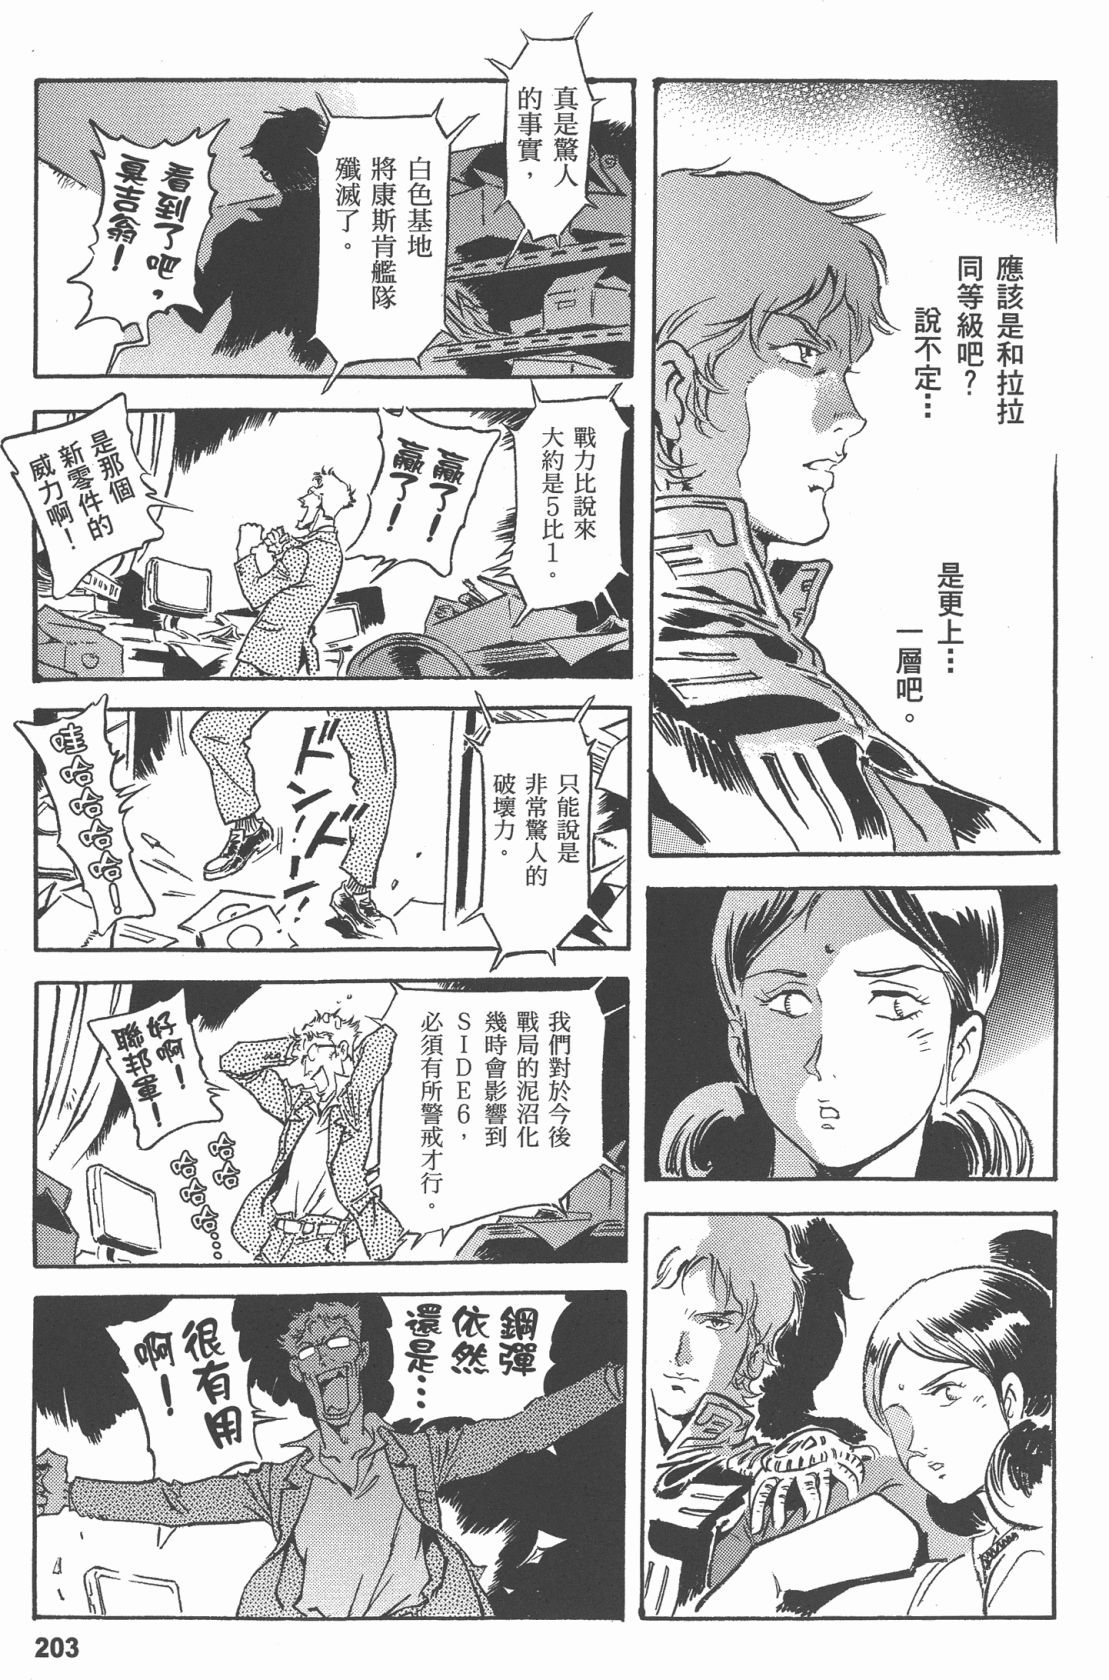 應該是和拉拉
同等級吧？
說不定…
是更上…
一層吧。
真是驚人
的事實，
白色基地
將康斯肯艦隊
殲滅了。
看到了吧，
莫吉翁！
戰力比說來
大約是5比1。
贏了！
贏了！
是那個
新零件的
威力啊！
只能說是
非常驚人的
破壞力。
ドン！
ドン！
哇哈哈哈哈哈！
我們對於今後
戰局的泥沼化
幾時會影響到
SIDE6，
必須有所警戒才行。
好啊！
聯邦軍！
哈哈
哈哈哈哈…
鋼彈
依然
還是…
很有用
啊！
203